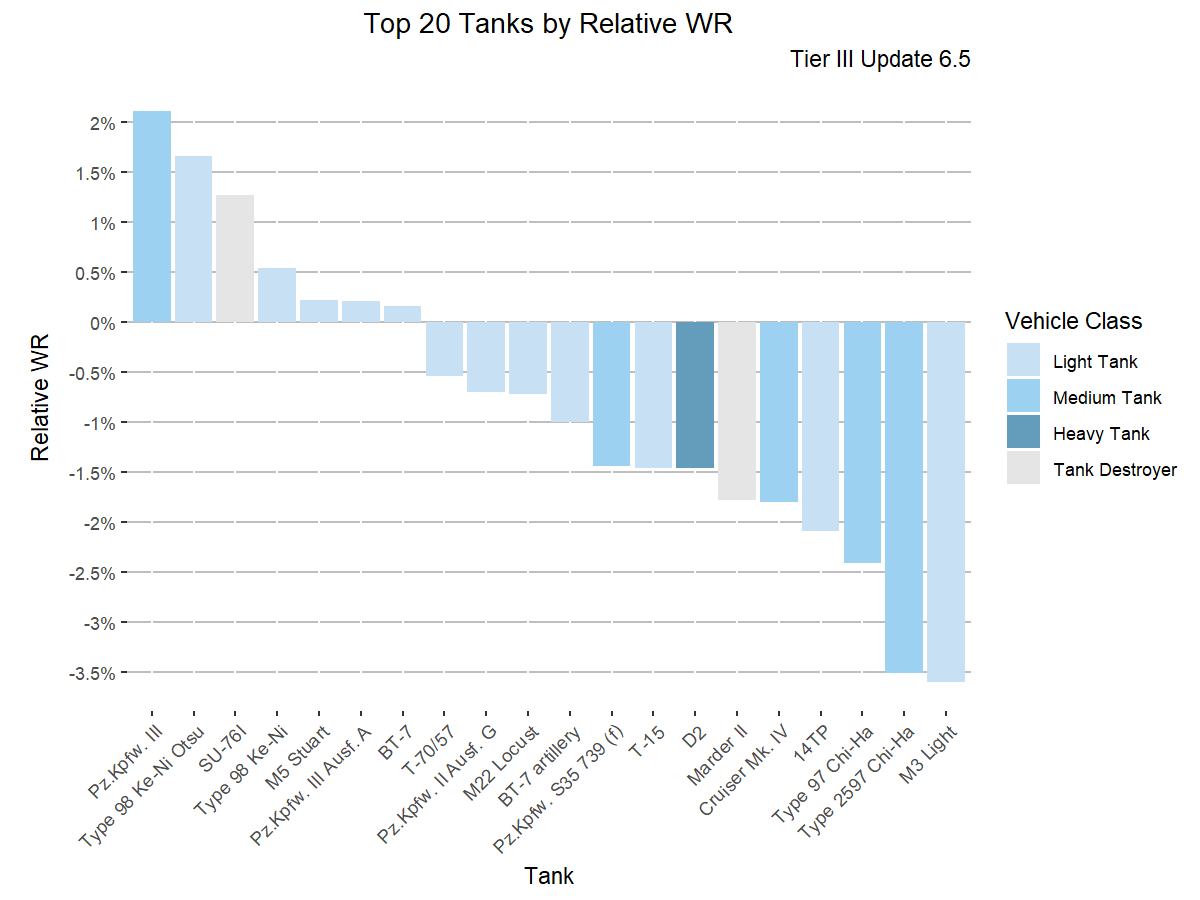 Top 20 Tanks by Relative WR
Tier III Update 6.5
2%
1.5%
1%
0.5%
0%
-0.5%
-1%
-1.5%
-2%
-2.5%
-3%
-3.5%
Relative WR
Pz.Kpfw. III
Type 98 Ke-Ni Otsu
SU-76I
Type 98 Ke-Ni
M5 Stuart
Pz.Kpfw. III Ausf. A
BT-7
T-70/57
Pz.Kpfw. II Ausf. G
M22 Locust
BT-7 artillery
Pz.Kpfw. S35 739 (f)
T-15
D2
Marder II
Cruiser Mk. IV
14TP
Type 97 Chi-Ha
Type 2597 Chi-Ha
M3 Light
Tank
Vehicle Class
Light Tank
Medium Tank
Heavy Tank
Tank Destroyer